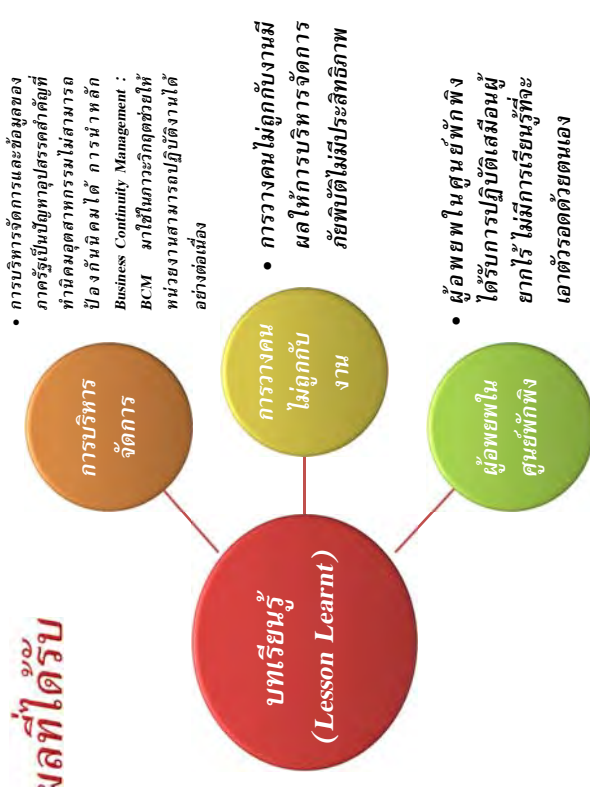 ผลที่ได้รับ
บทเรียนรู้
(Lesson Learnt)
การบริหาร
จัดการ
• การบริหารจัดการและข้อมูลของ
ภาครัฐเป็นปัญหาอุปสรรคสำคัญที่
ทำนิคมอุตสาหกรรมไม่สามารถ
ป้องกันนิคมได้ การนำหลัก
Business Continuity Management :
BCM มาใช้ในภาวะวิกฤตช่วยให้
หน่วยงานสามารถปฏิบัติงานได้
อย่างต่อเนื่อง
การวางคน
ไม่ถูกกับ
งาน
• การวางคนไม่ถูกกับงานมี
ผลให้การบริหารจัดการ
ภัยพิบัติไม่มีประสิทธิภาพ
ผู้อพยพใน
ศูนย์พักพิง
• ผู้อพยพในศูนย์พักพิง
ได้รับการปฏิบัติเสมือนผู้
ยากไร้ ไม่มีการเรียนรู้ที่จะ
เอาตัวรอดด้วยตนเอง